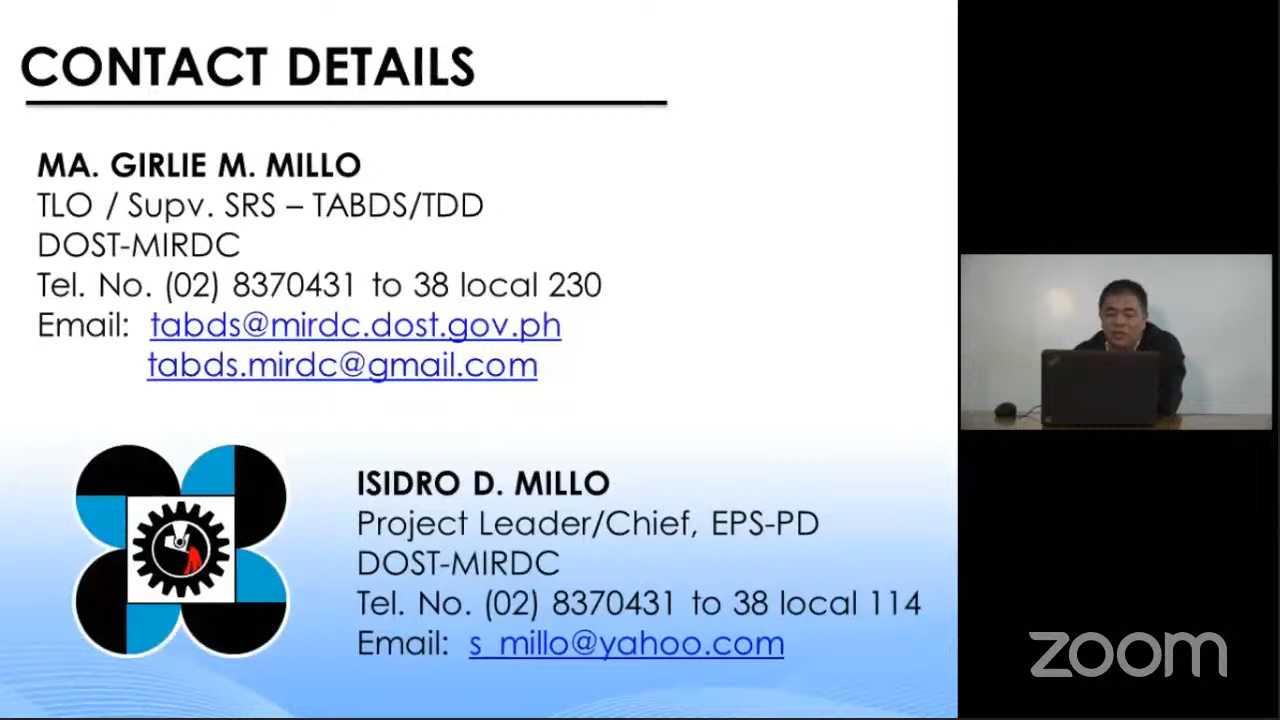 CONTACT DETAILS
MA. GIRLIE M. MILLO
TLO / Supv. SRS – TABDS/TDD
DOST-MIRDC
Tel. No. (02) 8370431 to 38 local 230
Email: tabds@mirdc.dost.gov.ph
tabds.mirdc@gmail.com
ISIDRO D. MILLO
Project Leader/Chief, EPS-PD
DOST-MIRDC
Tel. No. (02) 8370431 to 38 local 114
Email: s_millo@yahoo.com
zoom